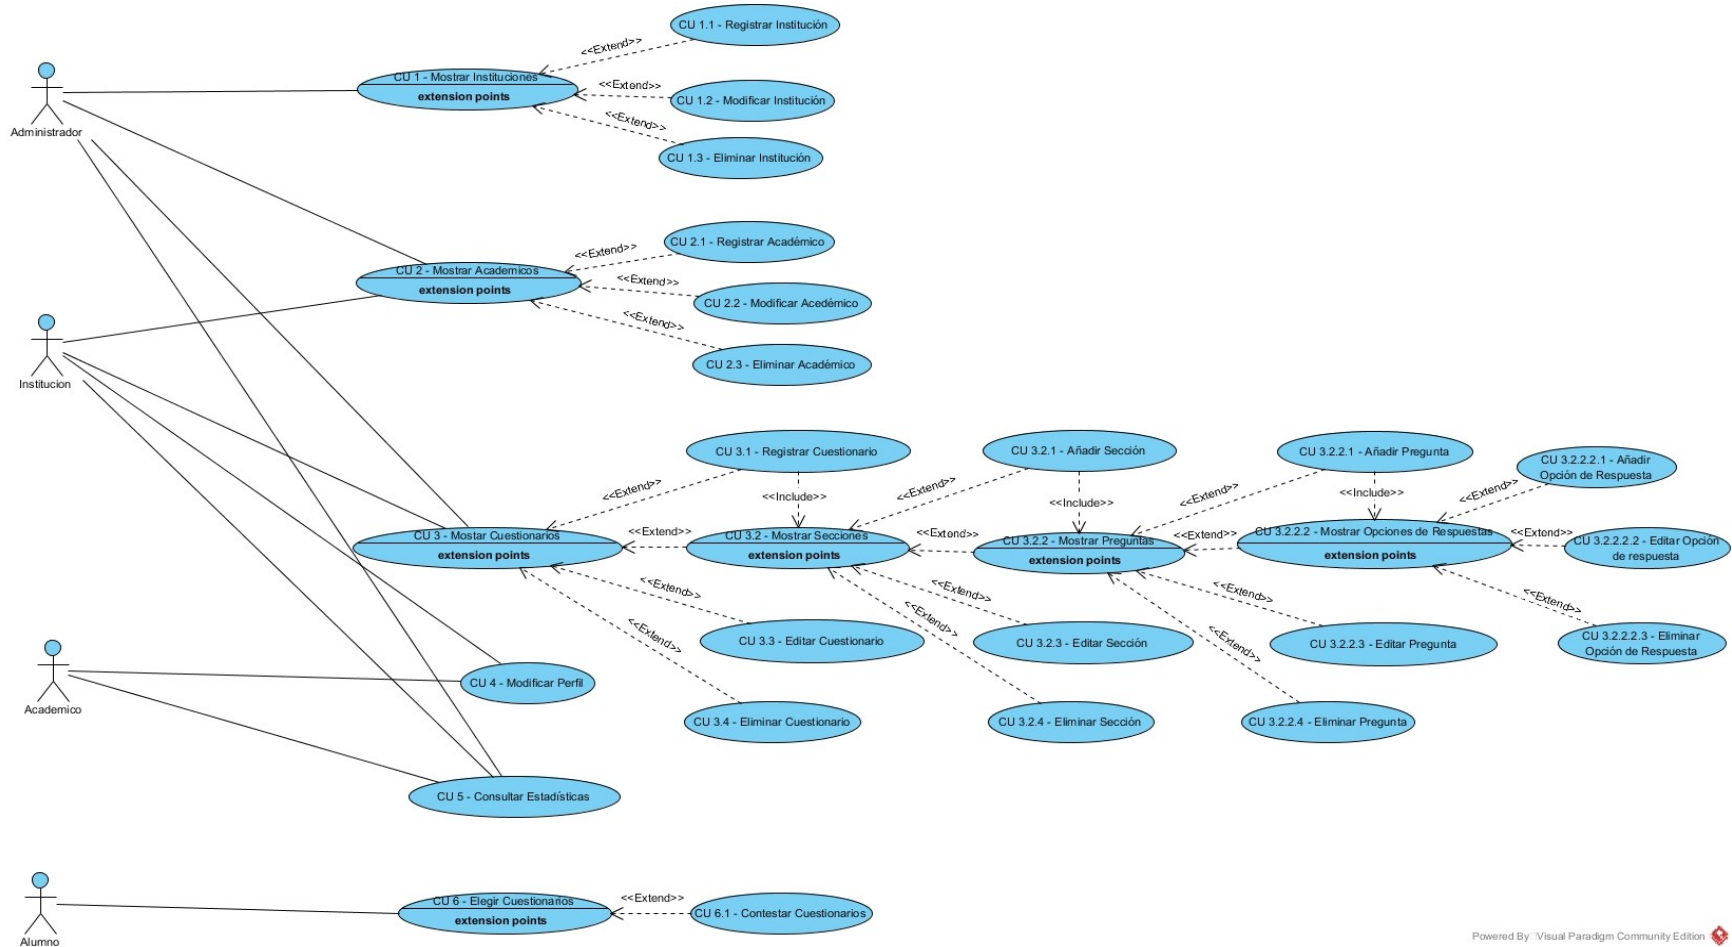 CU 1.1 - Registrar Institución
<<Extend>>
Administrador
CU 1 - Mostrar Instituciones
extension points
<<Extend>>
CU 1.2 - Modificar Institución
<<Extend>>
CU 1.3 - Eliminar Institución
CU 2.1 - Registrar Académico
<<Extend>>
CU 2 - Mostrar Academicos
extension points
<<Extend>>
CU 2.2 - Modificar Acedémico
<<Extend>>
CU 2.3 - Eliminar Académico
Institucion
CU 3.1 - Registrar Cuestionario
CU 3.2.1 - Añadir Sección
CU 3.2.2.1 - Añadir Pregunta
CU 3.2.2.2.1 - Añadir
Opción de Respuesta
<<Extend>>
<<Include>>
<<Extend>>
<<Include>>
<<Extend>>
<<Include>>
<<Extend>>
CU 3 - Mostar Cuestionarios
extension points
<<Extend>>
CU 3.2 - Mostrar Secciones
extension points
<<Extend>>
CU 3.2.2 - Mostrar Preguntas
extension points
<<Extend>>
CU 3.2.2.2 - Mostrar Opciones de Respuestas
extension points
<<Extend>>
CU 3.2.2.2.2 - Editar Opción
de respuesta
<<Extend>>
<<Extend>>
<<Extend>>
<<Extend>>
<<Extend>>
<<Extend>>
<<Extend>>
CU 3.3 - Editar Cuestionario
CU 3.2.3 - Editar Sección
CU 3.2.2.3 - Editar Pregunta
CU 3.2.2.2.3 - Eliminar
Opción de Respuesta
Academico
CU 4 - Modificar Perfil
CU 3.4 - Eliminar Cuestionario
CU 3.2.4 - Eliminar Sección
CU 3.2.2.4 - Eliminar Pregunta
CU 5 - Consultar Estadísticas
Alumno
CU 6 - Elegir Cuestionarios
extension points
<<Extend>>
CU 6.1 - Contestar Cuestionarios
Powered By Visual Paradigm Community Edition